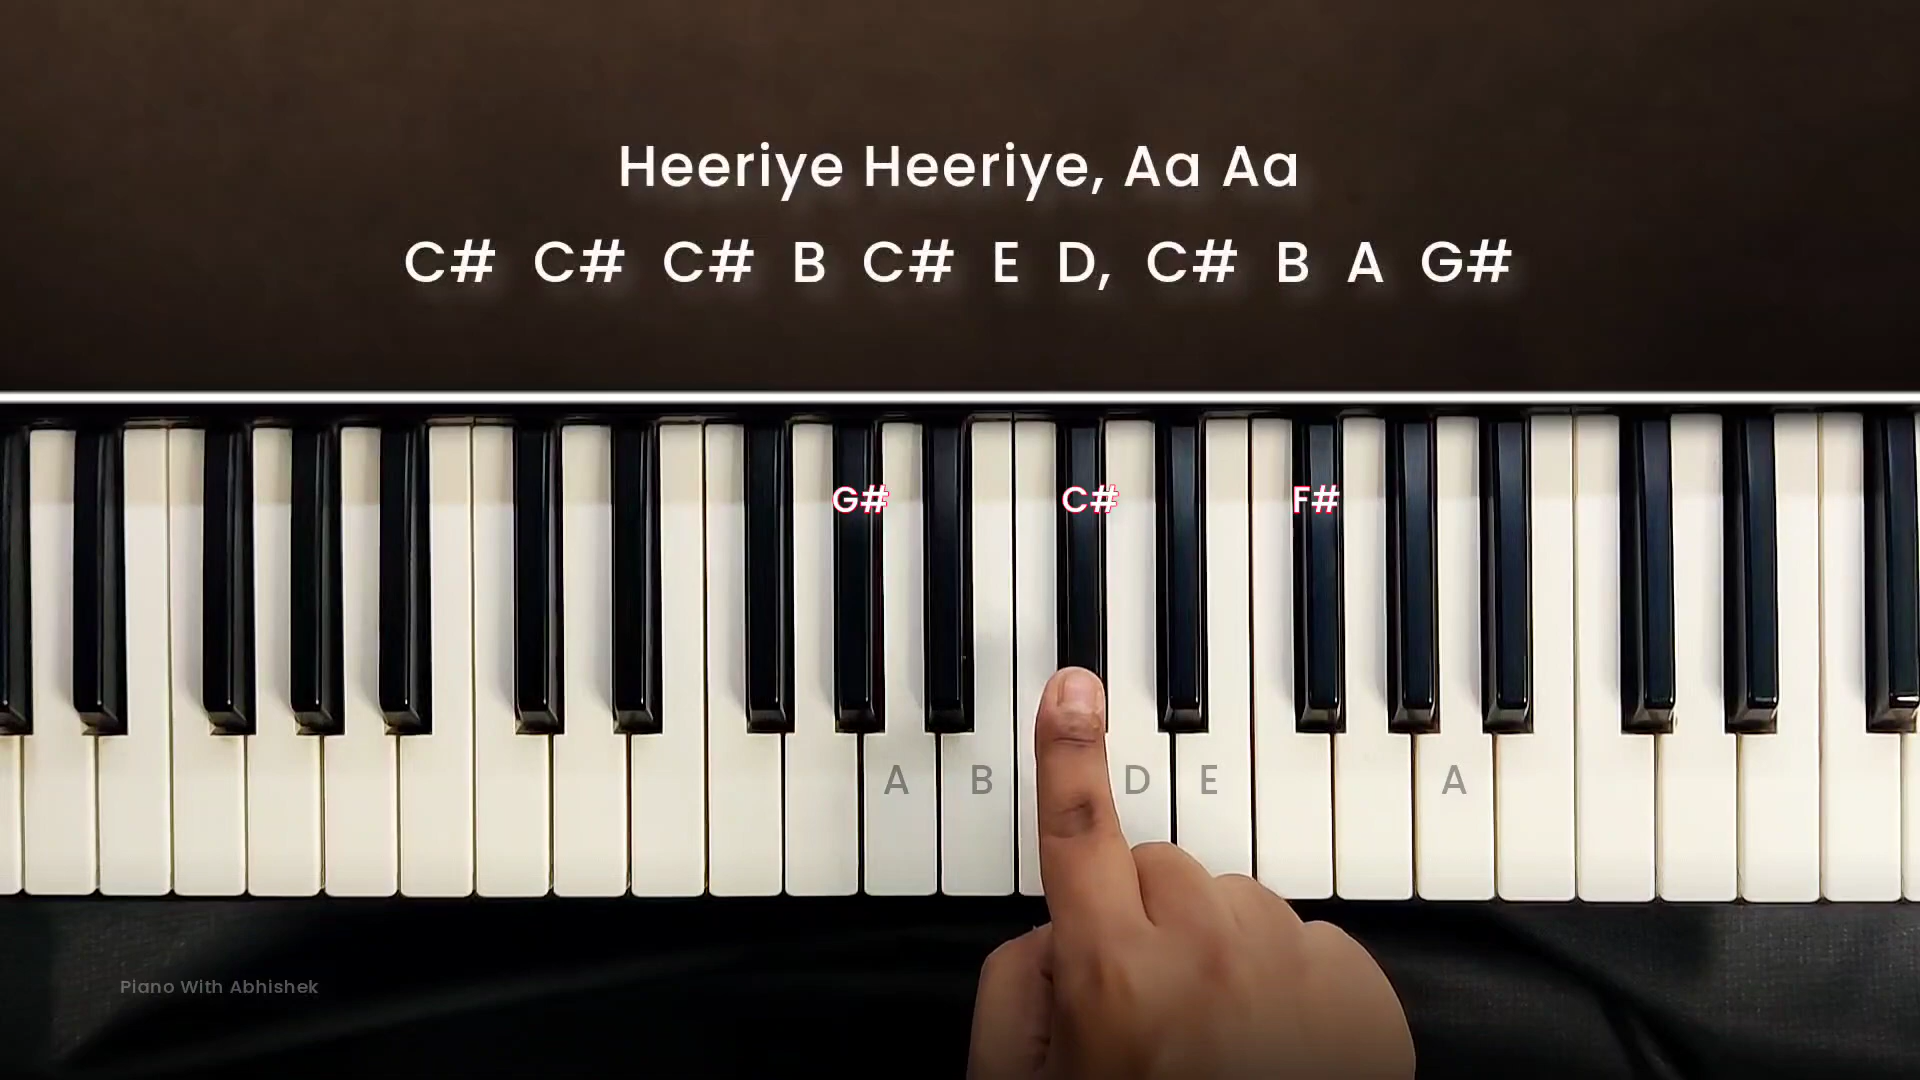 Heeriye Heeriye, Aa Aa
C# C# C# B C# E D, C# B A G#
G# C# F#
A B D E A
Piano With Abhishek